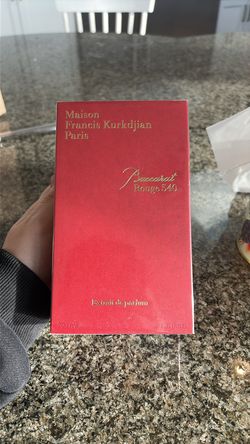 Maison
Francis Kurkdjian
Paris
Baccarat
Rouge 540
Extrait de parfum